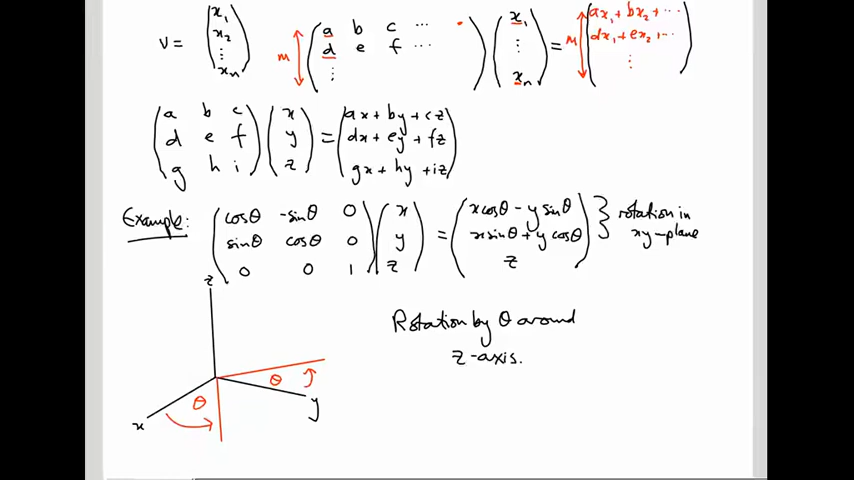 v = (x₁ x₂ ⋮ xₙ) m (a b c ⋯ d e f ⋯ ⋮) (x₁ ⋮ xₙ) = m (ax₁ + bx₂ + ⋯ dx₁ + ex₂ + ⋯ ⋮)
(a b c) (x) = (ax + by + cz)
(d e f) (y) = (dx + ey + fz)
(g h i) (z) = (gx + hy + iz)
Example: (cosθ -sinθ 0) (x) = (x cosθ - y sinθ) } rotation in
(sinθ cosθ 0) (y) = (x sinθ + y cosθ) } xy-plane
(0 0 1) (z) = (z)
z
Rotation by θ around
z-axis.
θ
θ
x
y